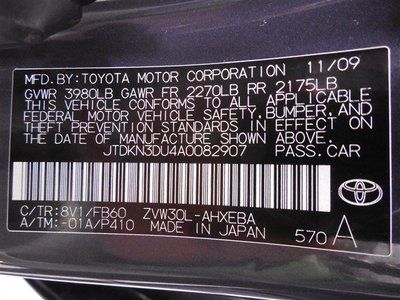 MFD.BY:TOYOTA MOTOR CORPORATION 11/09
GVWR 3980LB GAWR FR 2270LB RR 2175LB
THIS VEHICLE CONFORMS TO ALL APPLICABLE
FEDERAL MOTOR VEHICLE SAFETY,BUMPER,AND
THEFT PREVENTION STANDARDS IN EFFECT ON
THE DATE OF MANUFACTURE SHOWN ABOVE.
JTDKN3DU4A0082907 PASS.CAR
C/TR:8V1/FB60 ZVW30L-AHXEBA
A/TM:-01A/P410 MADE IN JAPAN 570 A
TOYOTA